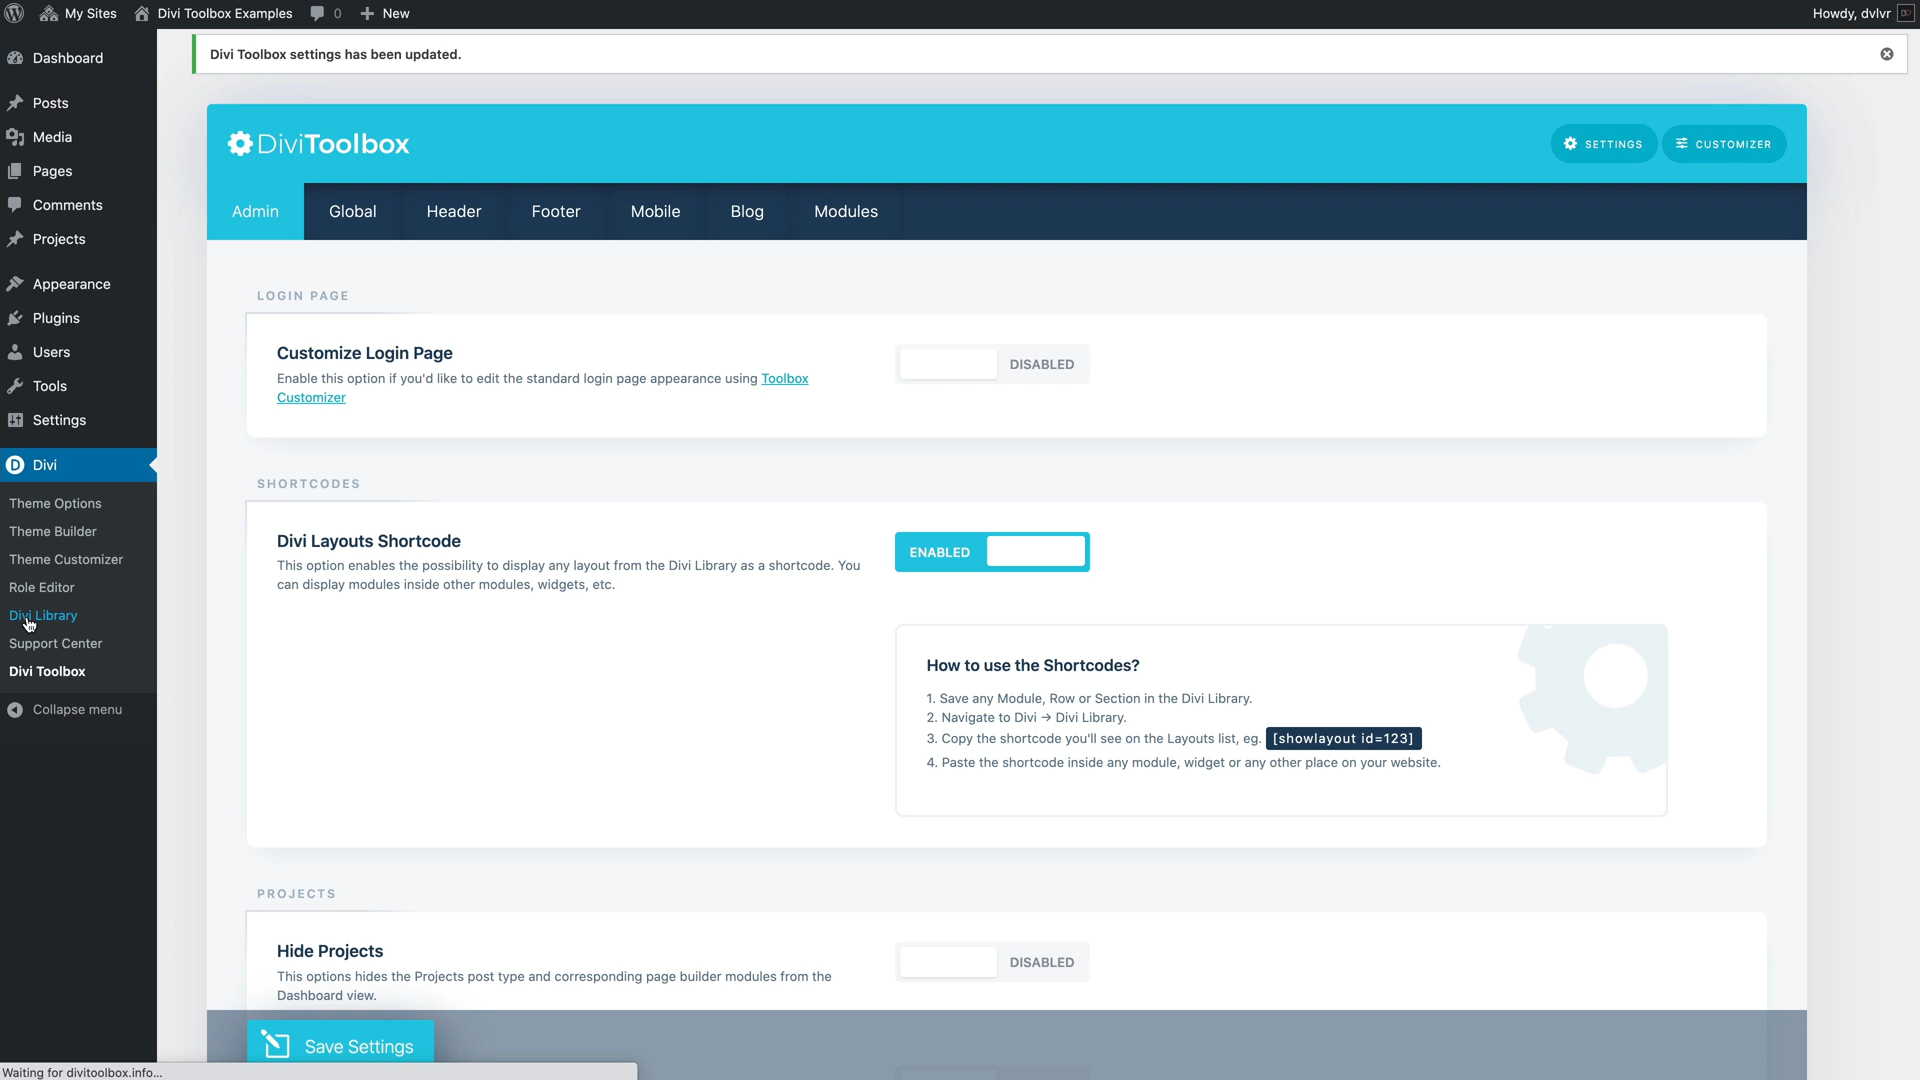 My Sites
Divi Toolbox Examples
0
New
Howdy, dvlvr
Divi Toolbox settings has been updated.
Dashboard
Posts
Media
Pages
Comments
Projects
Appearance
Plugins
Users
Tools
Settings
Divi
Theme Options
Theme Builder
Theme Customizer
Role Editor
Divi Library
Support Center
Divi Toolbox
Collapse menu
DiviToolbox
SETTINGS
CUSTOMIZER
Admin
Global
Header
Footer
Mobile
Blog
Modules
LOGIN PAGE
Customize Login Page
Enable this option if you'd like to edit the standard login page appearance using Toolbox
Customizer
DISABLED
SHORTCODES
Divi Layouts Shortcode
This option enables the possibility to display any layout from the Divi Library as a shortcode. You
can display modules inside other modules, widgets, etc.
ENABLED
How to use the Shortcodes?
1. Save any Module, Row or Section in the Divi Library.
2. Navigate to Divi → Divi Library.
3. Copy the shortcode you'll see on the Layouts list, eg. [showlayout id=123]
4. Paste the shortcode inside any module, widget or any other place on your website.
PROJECTS
Hide Projects
This options hides the Projects post type and corresponding page builder modules from the
Dashboard view.
DISABLED
Save Settings
Waiting for divitoolbox.info...